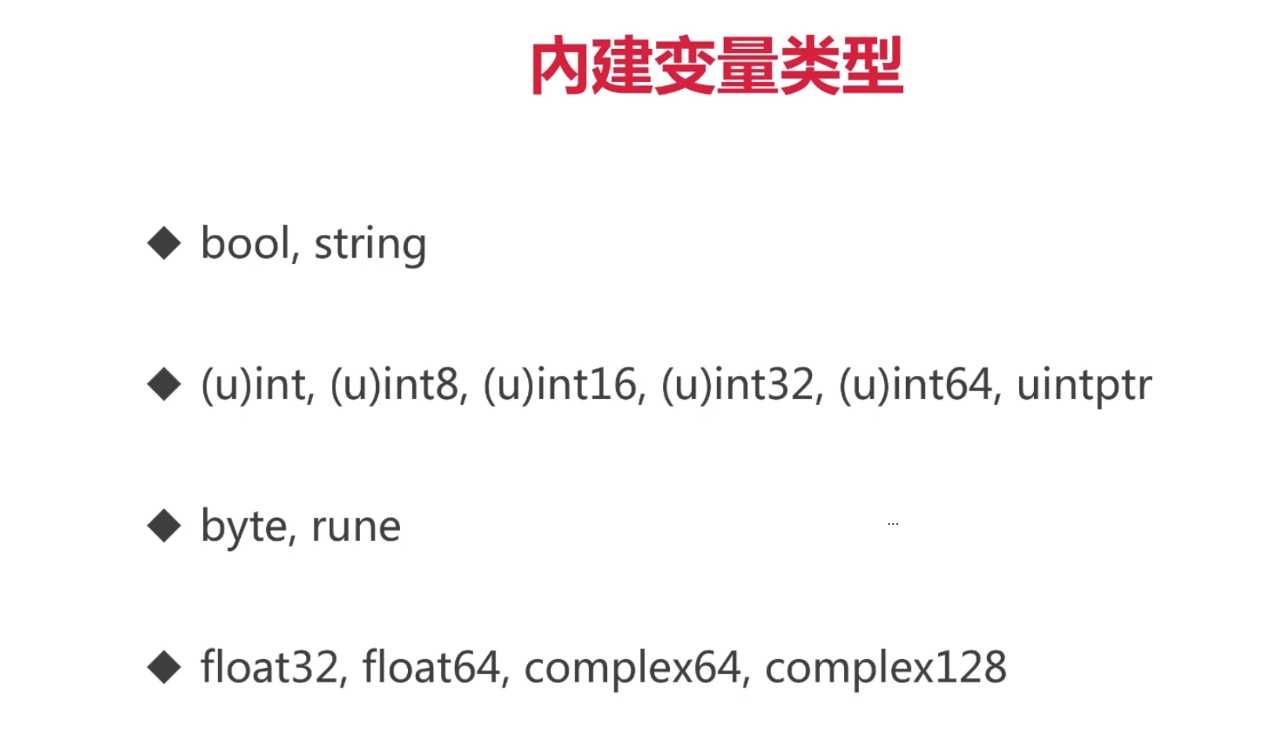 内建变量类型
◆ bool, string
◆ (u)int, (u)int8, (u)int16, (u)int32, (u)int64, uintptr
◆ byte, rune
...
◆ float32, float64, complex64, complex128